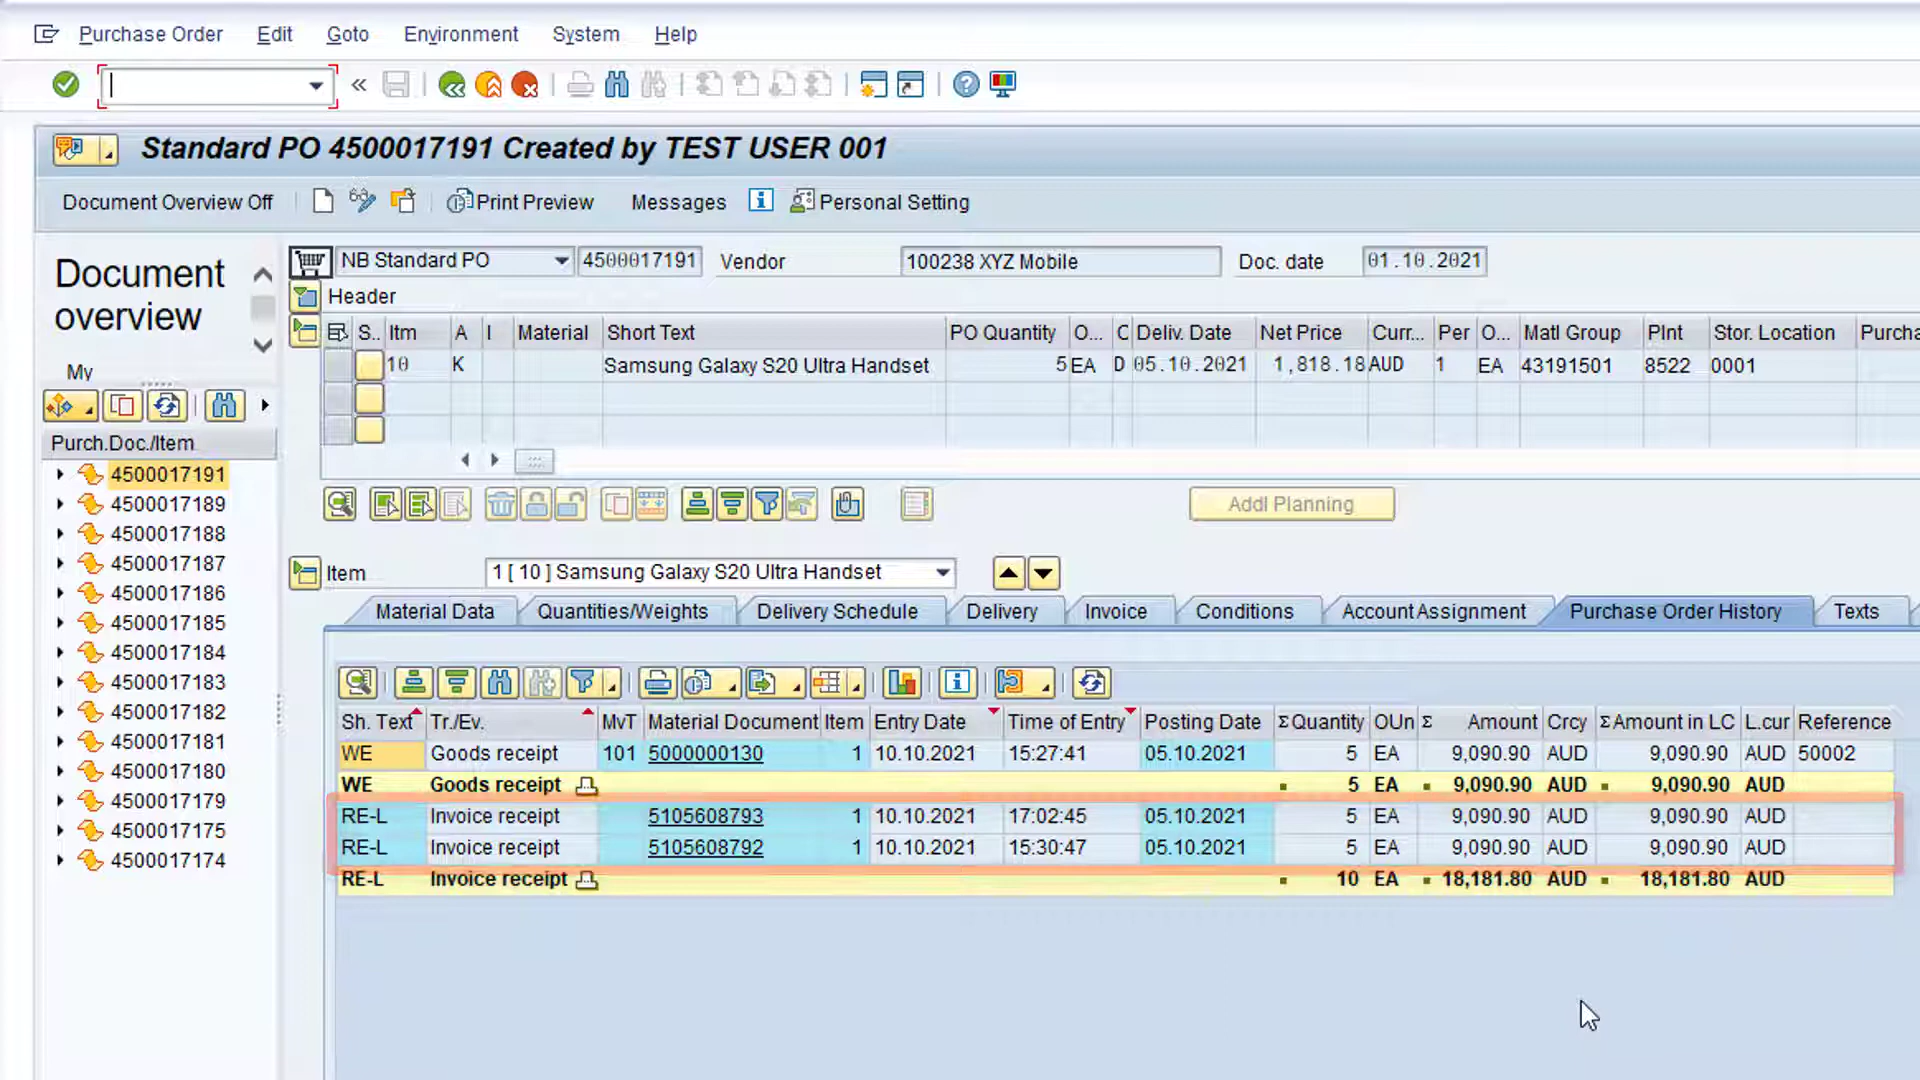 Purchase Order Edit Goto Environment System Help
Standard PO 4500017191 Created by TEST USER 001
Document Overview Off Print Preview Messages Personal Setting
Document overview
My
Purch.Doc./Item
4500017191
4500017189
4500017188
4500017187
4500017186
4500017185
4500017184
4500017183
4500017182
4500017181
4500017180
4500017179
4500017175
4500017174
NB Standard PO 4500017191 Vendor 100238 XYZ Mobile Doc. date 01.10.2021
Header
S.. Itm A I Material Short Text PO Quantity O... C Deliv. Date Net Price Curr... Per O... Matl Group Plnt Stor. Location Purcha
10 K Samsung Galaxy S20 Ultra Handset 5 EA D 05.10.2021 1,818.18 AUD 1 EA 43191501 8522 0001
Addl Planning
Item 1 [ 10 ] Samsung Galaxy S20 Ultra Handset
Material Data Quantities/Weights Delivery Schedule Delivery Invoice Conditions Account Assignment Purchase Order History Texts
Sh. Text Tr./Ev. MvT Material Document Item Entry Date Time of Entry Posting Date Σ Quantity OUn Σ Amount Crcy Σ Amount in LC L.cur Reference
WE Goods receipt 101 5000000130 1 10.10.2021 15:27:41 05.10.2021 5 EA 9,090.90 AUD 9,090.90 AUD 50002
WE Goods receipt ▪ 5 EA ▪ 9,090.90 AUD ▪ 9,090.90 AUD
RE-L Invoice receipt 5105608793 1 10.10.2021 17:02:45 05.10.2021 5 EA 9,090.90 AUD 9,090.90 AUD
RE-L Invoice receipt 5105608792 1 10.10.2021 15:30:47 05.10.2021 5 EA 9,090.90 AUD 9,090.90 AUD
RE-L Invoice receipt ▪ 10 EA ▪ 18,181.80 AUD ▪ 18,181.80 AUD